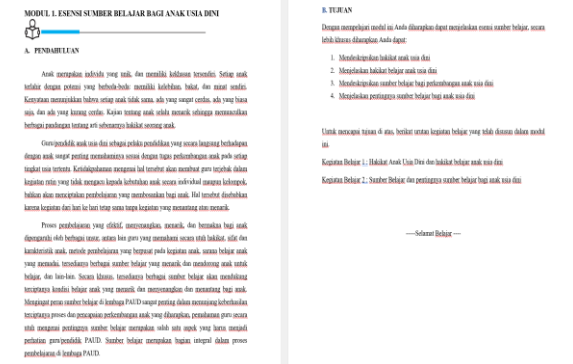 MODUL 1. ESENSI SUMBER BELAJAR BAGI ANAK USIA DINI
A. PENDAHULUAN
Anak merupakan individu yang unik, dan memiliki kekhasan tersendiri. Setiap anak
terlahir dengan potensi yang berbeda-beda: memiliki kelebihan, bakat, dan minat sendiri.
Kenyataan menunjukkan bahwa setiap anak tidak sama, ada yang sangat cerdas, ada yang biasa
saja, dan ada yang kurang cerdas. Kajian tentang anak selalu menarik sehingga memunculkan
berbagai pandangan tentang arti sebenarnya hakikat seorang anak.
Guru/pendidik anak usia dini sebagai pelaku pendidikan yang secara langsung berhadapan
dengan anak sangat penting memahaminya sesuai dengan tugas perkembangan anak pada setiap
tingkat usia tertentu. Ketidakpahaman mengenai hal tersebut akan membuat guru terjebak dalam
kegiatan rutin yang tidak mengacu kepada kebutuhan anak secara individual maupun kelompok,
bahkan akan menciptakan pembelajaran yang membosankan bagi anak. Hal tersebut disebabkan
karena kegiatan dari hari ke hari tetap sama tanpa kegiatan yang menantang atau menarik.
Proses pembelajaran yang efektif, menyenangkan, menarik, dan bermakna bagi anak
dipengaruhi oleh berbagai unsur, antara lain guru yang memahami secara utuh hakikat, sifat dan
karakteristik anak, metode pembelajaran yang berpusat pada kegiatan anak, sarana belajar anak
yang memadai, tersedianya berbagai sumber belajar yang menarik dan mendorong anak untuk
belajar, dan lain-lain. Secara khusus, tersedianya berbagai sumber belajar akan mendukung
terciptanya kondisi belajar anak yang menarik dan menyenangkan dan menantang bagi anak.
Mengingat peran sumber belajar di lembaga PAUD sangat penting dalam menunjang keberhasilan
terciptanya proses dan pencapaian perkembangan anak yang diharapkan, pemahaman guru secara
utuh mengenai pentingnya sumber belajar merupakan salah satu aspek yang harus menjadi
perhatian guru/pendidik PAUD. Sumber belajar merupakan bagian integral dalam proses
pembelajaran di lembaga PAUD.
B. TUJUAN
Dengan mempelajari modul ini Anda diharapkan dapat menjelaskan esensi sumber belajar, secara
lebih khusus diharapkan Anda dapat:
1. Mendeskripsikan hakikat anak usia dini
2. Menjelaskan hakikat belajar anak usia dini
3. Mendeskripsikan sumber belajar bagi perkembangan anak usia dini
4. Menjelaskan pentingnya sumber belajar bagi anak usia dini
Untuk mencapai tujuan di atas, berikut urutan kegiatan belajar yang telah disusun dalam modul
ini.
Kegiatan Belajar 1 : Hakikat Anak Usia Dini dan hakikat belajar anak usia dini
Kegiatan Belajar 2 : Sumber Belajar dan pentingnya sumber belajar bagi anak usia dini
----Selamat Belajar ----